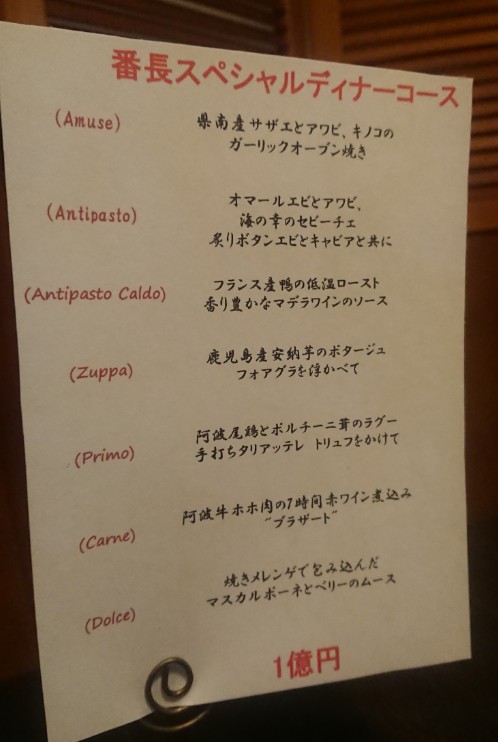 番長スペシャルディナーコース
(Amuse)
県南産サザエとアワビ、キノコの
ガーリックオーブン焼き
(Antipasto)
オマールエビとアワビ、
海の幸のセビーチェ
炙りボタンエビとキャビアと共に
(Antipasto Caldo)
フランス産鴨の低温ロースト
香り豊かなマデラワインのソース
(Zuppa)
鹿児島産安納芋のポタージュ
フォアグラを浮かべて
(Primo)
阿波尾鶏とポルチーニ茸のラグー
手打ちタリアッテレ トリュフをかけて
(Carne)
阿波牛ホホ肉の7時間赤ワイン煮込み
"ブラザード"
(Dolce)
焼きメレンゲで包み込んだ
マスカルポーネとベリーのムース
1億円